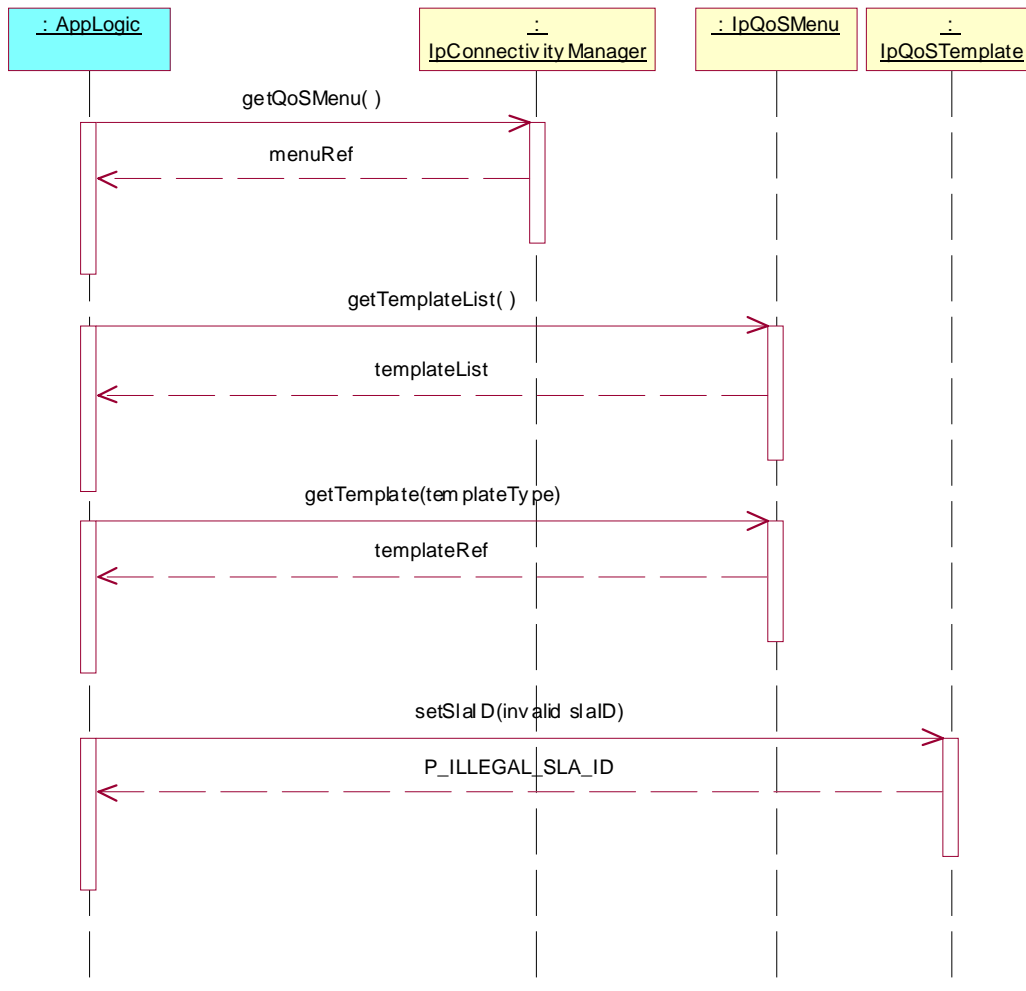 : AppLogic
:
IpConnectivity Manager
: IpQoSMenu
:
IpQoSTemplate
getQoSMenu( )
menuRef
getTemplateList( )
templateList
getTemplate(templateType)
templateRef
setSlaID(invalid slaID)
P_ILLEGAL_SLA_ID